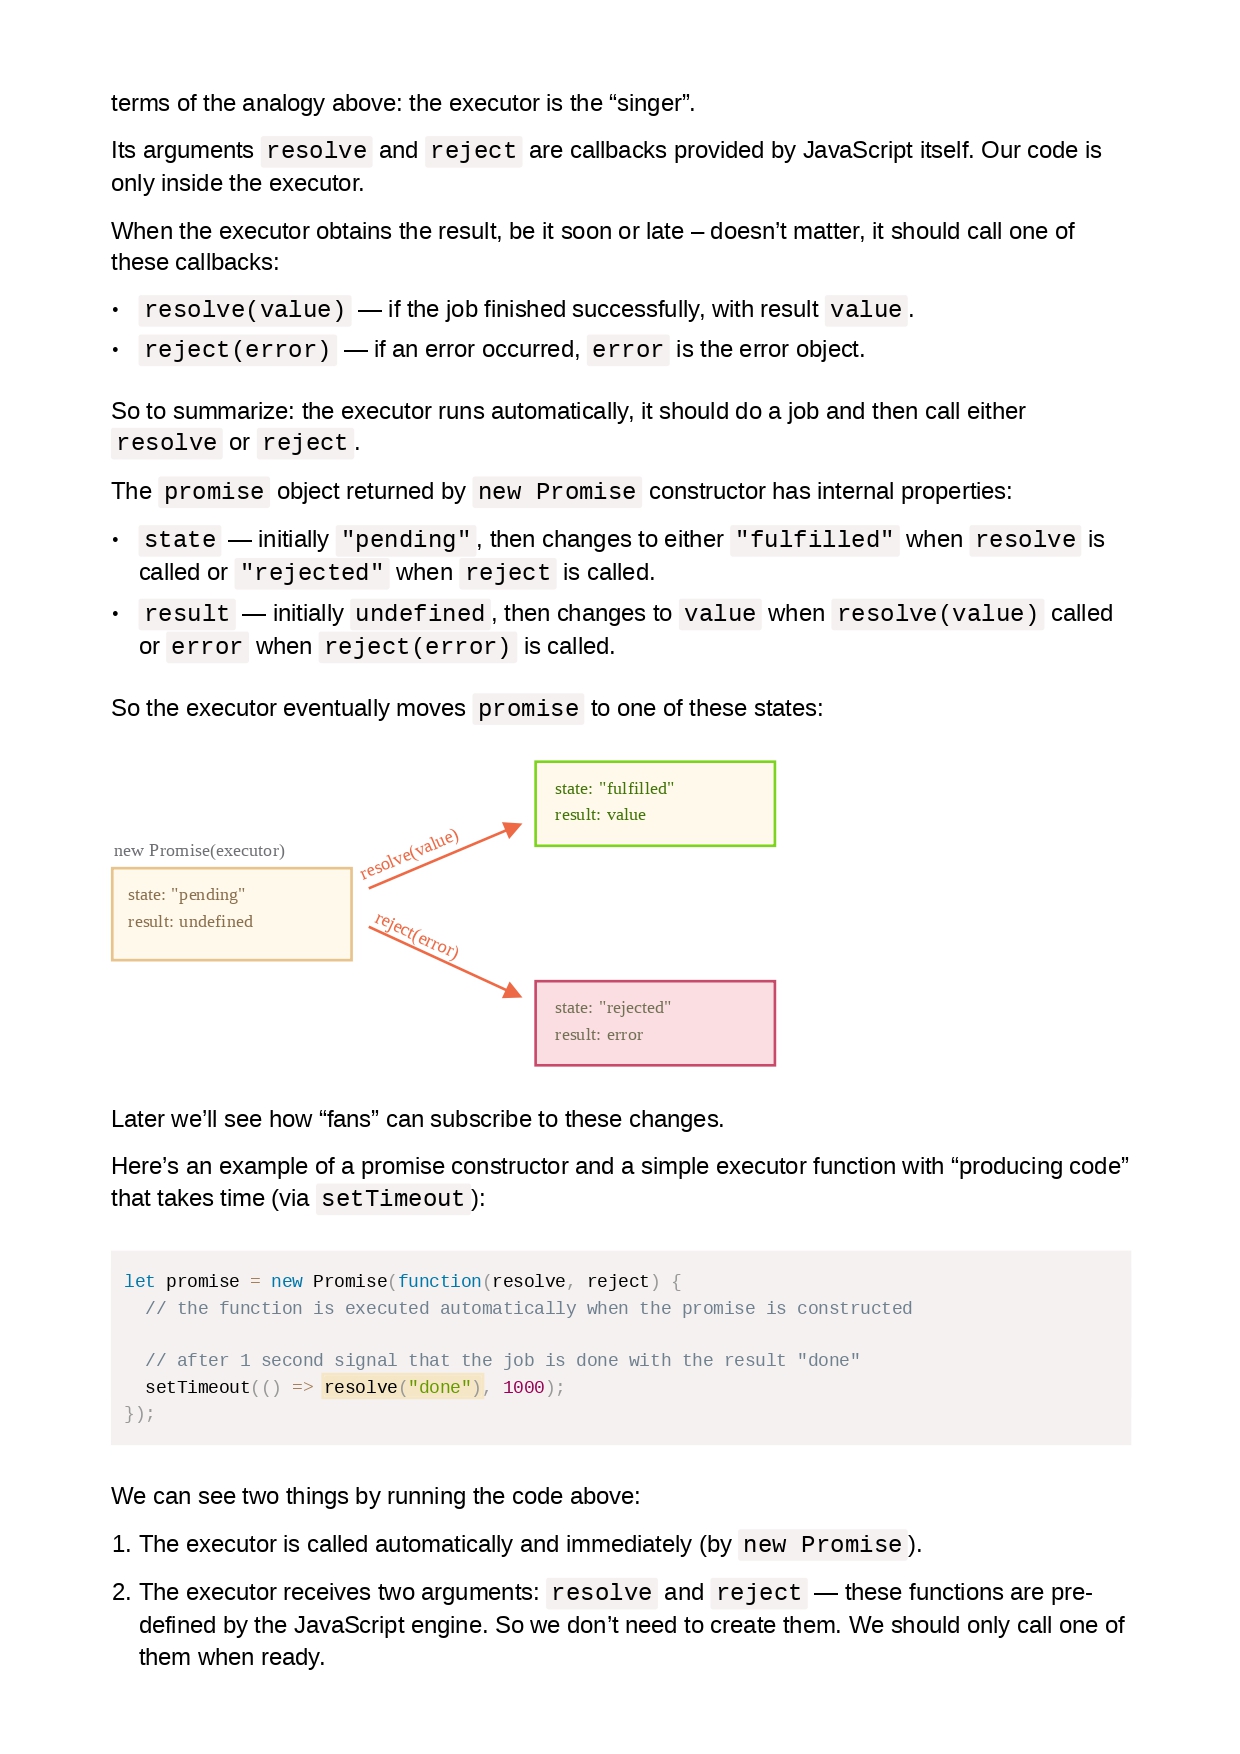 terms of the analogy above: the executor is the “singer”.
Its arguments resolve and reject are callbacks provided by JavaScript itself. Our code is
only inside the executor.
When the executor obtains the result, be it soon or late – doesn’t matter, it should call one of
these callbacks:
• resolve(value) — if the job finished successfully, with result value.
• reject(error) — if an error occurred, error is the error object.
So to summarize: the executor runs automatically, it should do a job and then call either
resolve or reject.
The promise object returned by new Promise constructor has internal properties:
• state — initially "pending", then changes to either "fulfilled" when resolve is
called or "rejected" when reject is called.
• result — initially undefined, then changes to value when resolve(value) called
or error when reject(error) is called.
So the executor eventually moves promise to one of these states:
new Promise(executor)
state: "pending"
result: undefined
resolve(value)
reject(error)
state: "fulfilled"
result: value
state: "rejected"
result: error
Later we’ll see how “fans” can subscribe to these changes.
Here’s an example of a promise constructor and a simple executor function with “producing code”
that takes time (via setTimeout):
let promise = new Promise(function(resolve, reject) {
  // the function is executed automatically when the promise is constructed
  // after 1 second signal that the job is done with the result "done"
  setTimeout(() => resolve("done"), 1000);
});
We can see two things by running the code above:
1. The executor is called automatically and immediately (by new Promise).
2. The executor receives two arguments: resolve and reject — these functions are pre-
defined by the JavaScript engine. So we don’t need to create them. We should only call one of
them when ready.